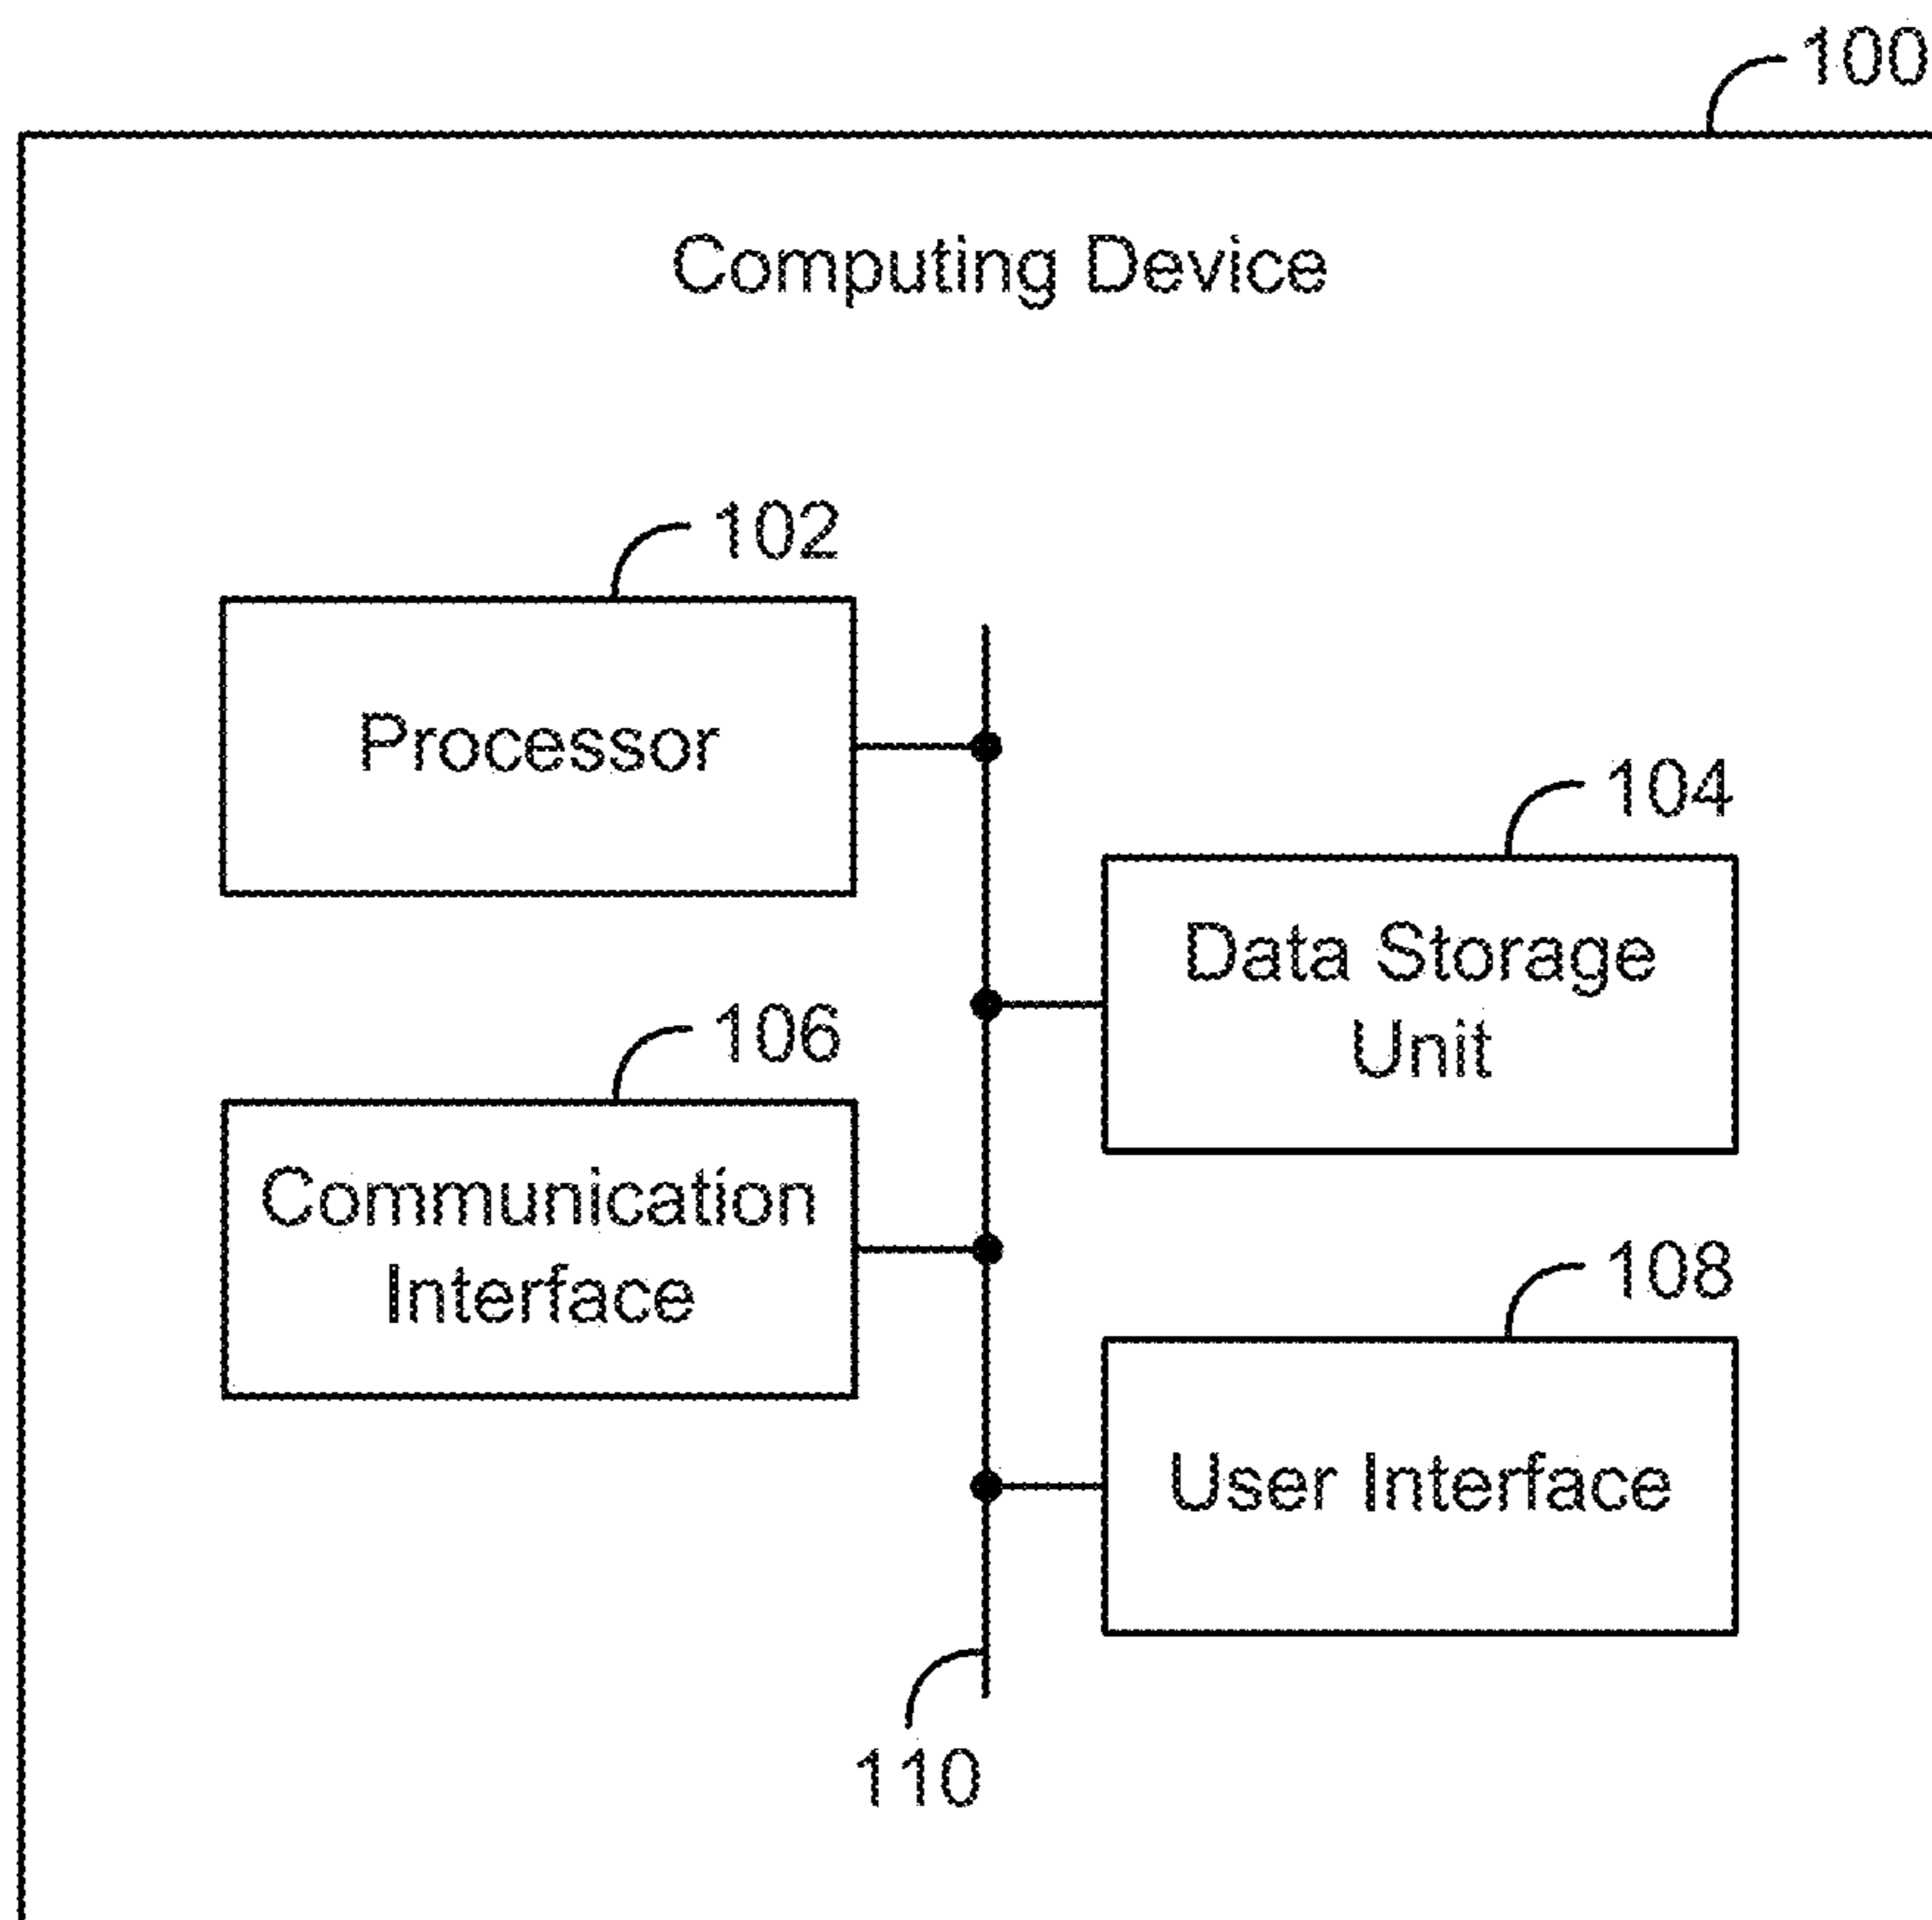 100
Computing Device
102
Processor
104
Data Storage
Unit
106
Communication
Interface
108
User Interface
110